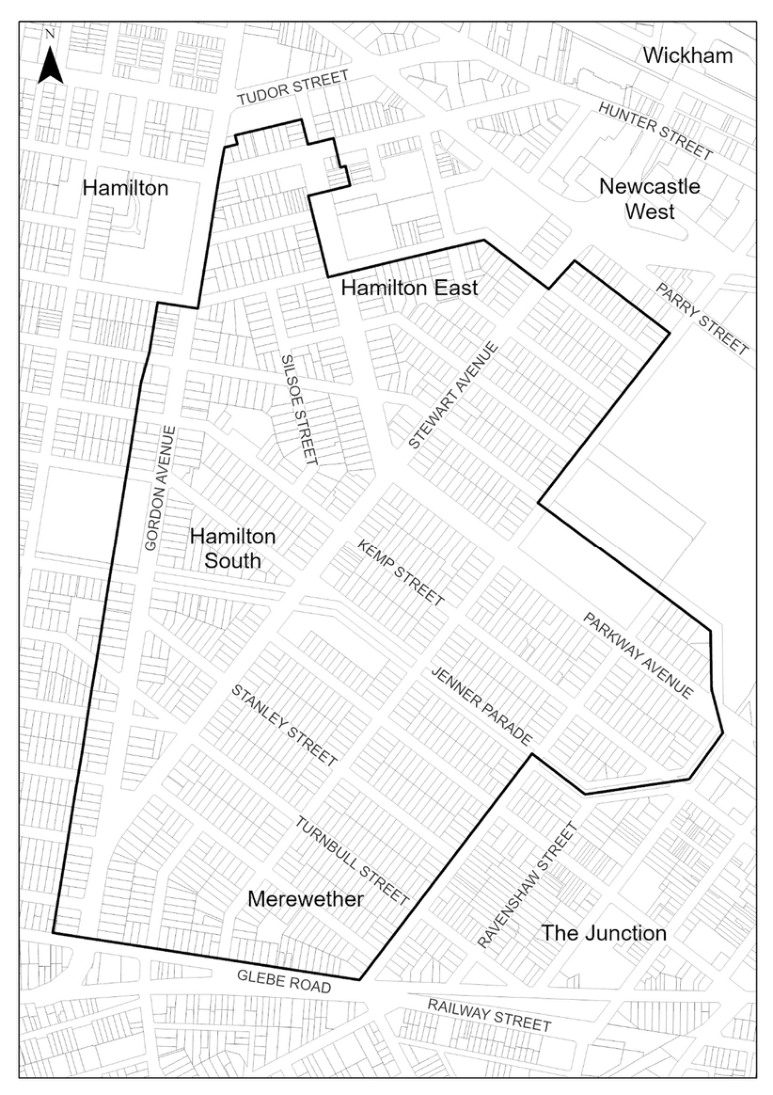 N
Wickham
TUDOR STREET
HUNTER STREET
Hamilton
Newcastle
West
Hamilton East
PARRY STREET
SILSOE STREET
STEWART AVENUE
GORDON AVENUE
Hamilton
South
KEMP STREET
PARKWAY AVENUE
JENNER PARADE
STANLEY STREET
TURNBULL STREET
RAVENSHAW STREET
Merewether
The Junction
GLEBE ROAD
RAILWAY STREET